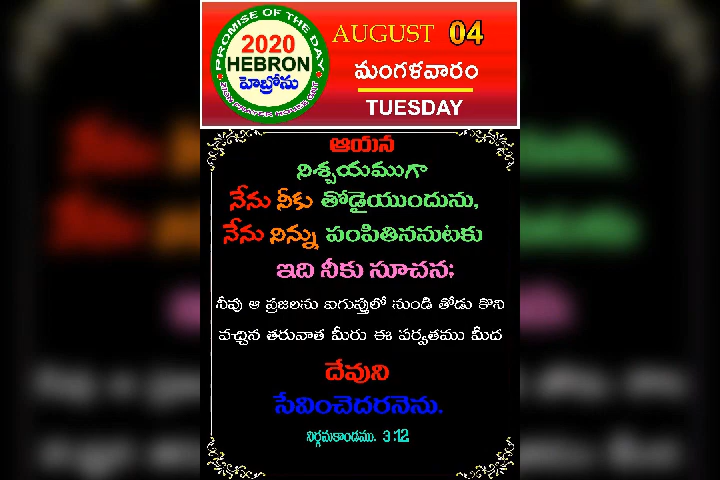 PROMISE OF THE DAY
2020
HEBRON
హెబ్రోను
AUGUST 04
మంగళవారం
TUESDAY
ఆయన
నిశ్చయముగా
నేను నీకు తోడైయుందును,
నేను నిన్ను పంపితిననుటకు
ఇది నీకు సూచన;
నీవు ఆ ప్రజలను ఐగుప్తులో నుండి తోడు కొని
వచ్చిన తరువాత మీరు ఈ పర్వతము మీద
దేవుని
సేవించెదరనెను.
నిర్గమకాండము. 3:12